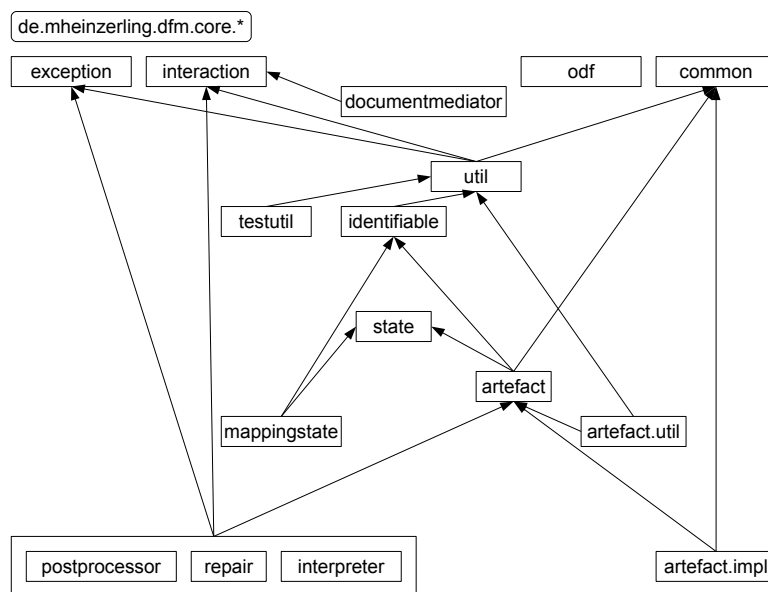 de.mheinzerling.dfm.core.*
exception
interaction
odf
common
documentmediator
util
testutil
identifiable
state
artefact
mappingstate
artefact.util
postprocessor
repair
interpreter
artefact.impl